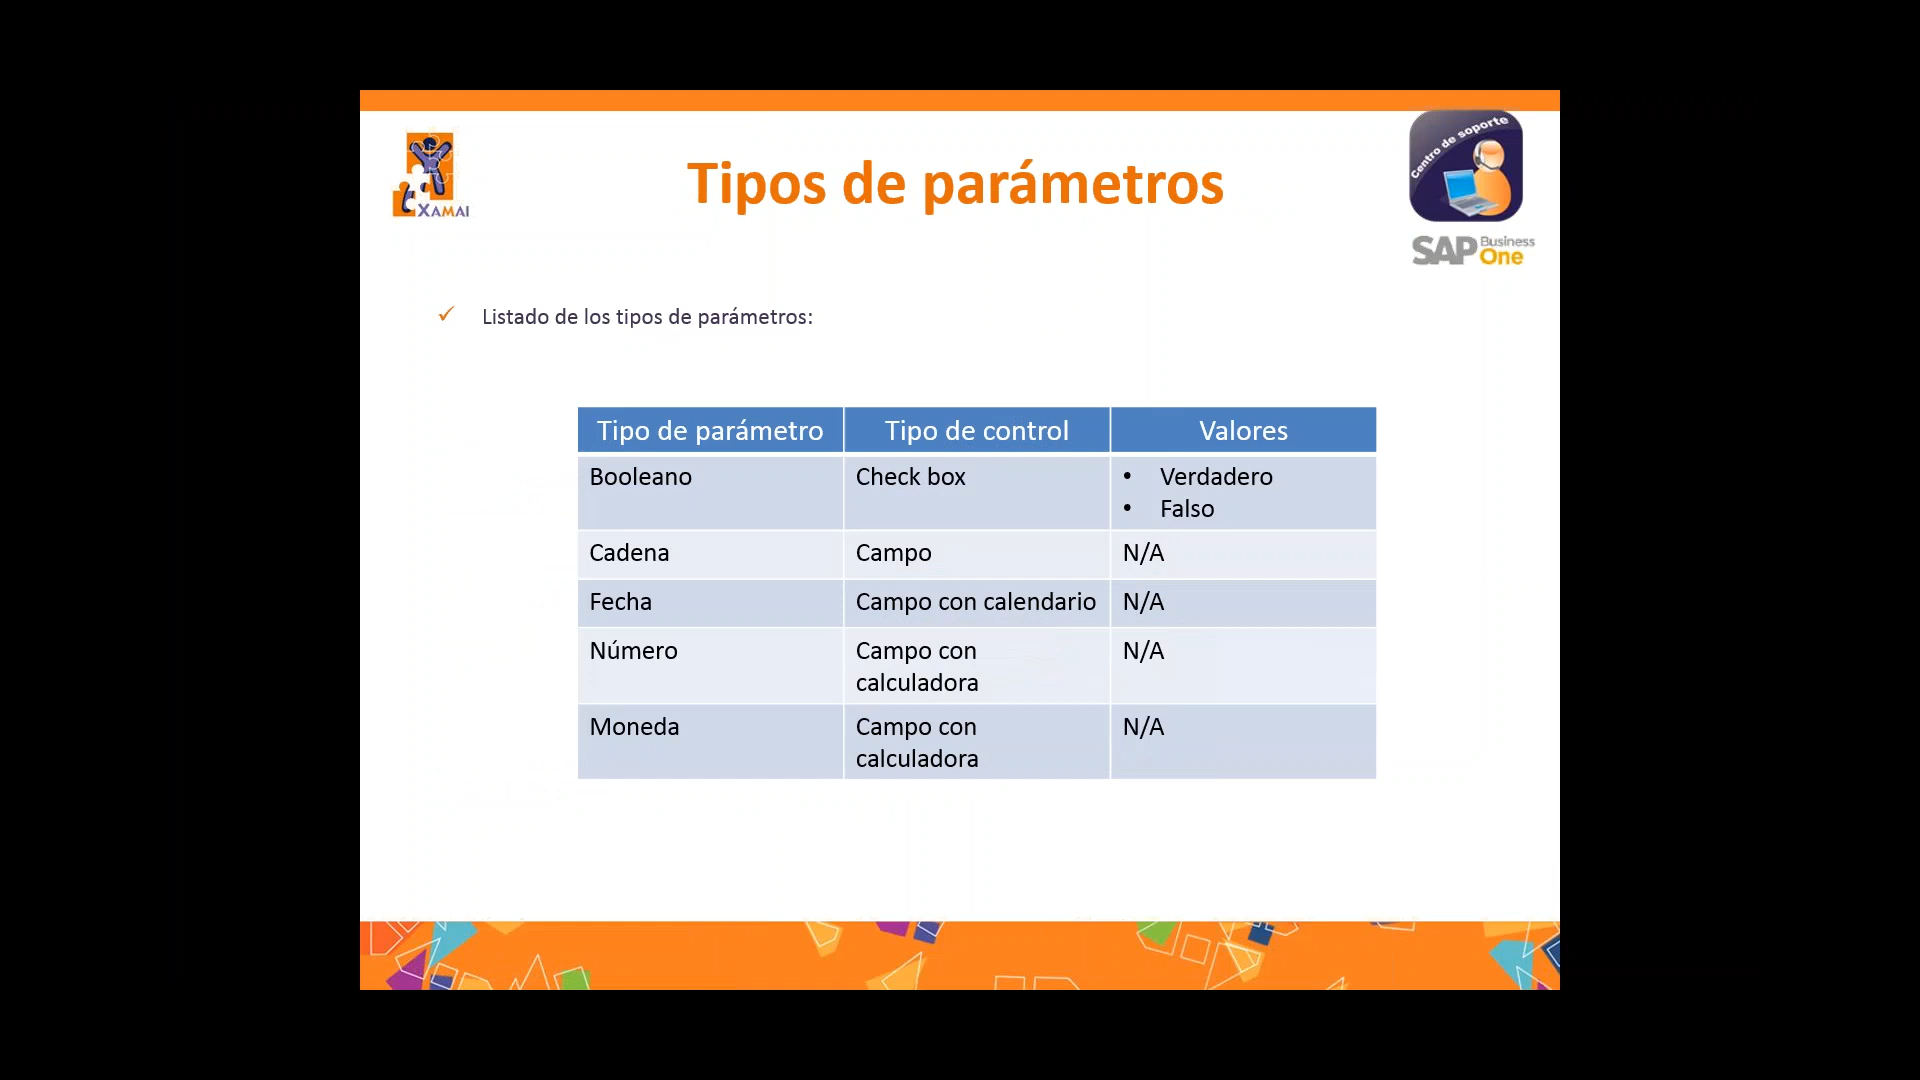 XAMAI
Tipos de parámetros
Centro de soporte
SAP Business One
✓ Listado de los tipos de parámetros:
Tipo de parámetro Tipo de control Valores
Booleano Check box • Verdadero
• Falso
Cadena Campo N/A
Fecha Campo con calendario N/A
Número Campo con N/A
calculadora
Moneda Campo con N/A
calculadora